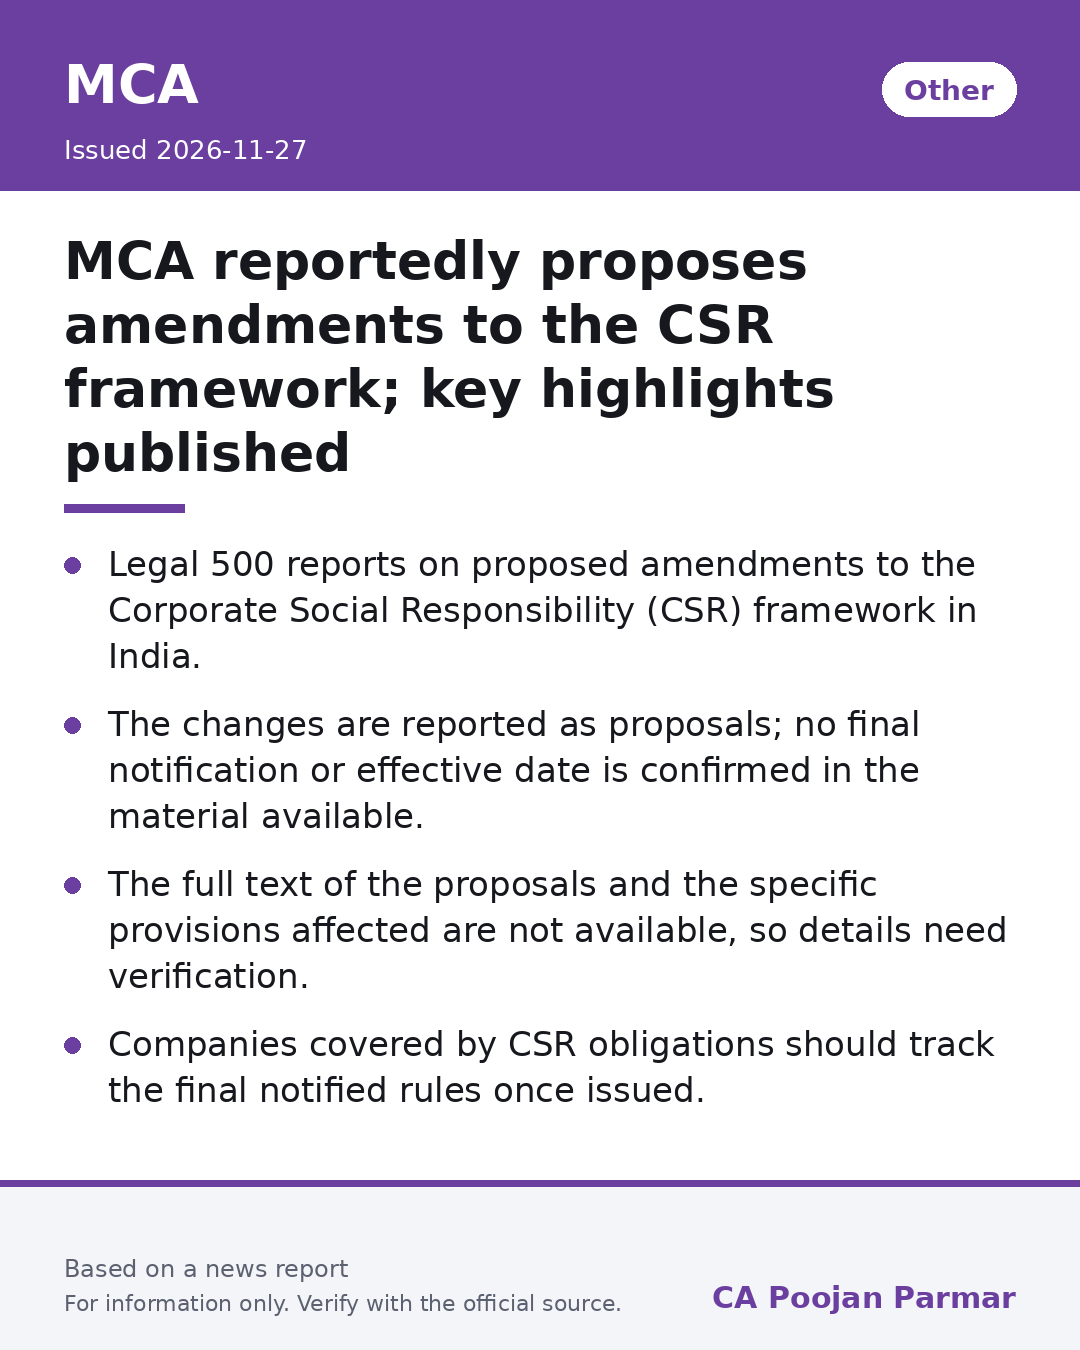 MCA
Other
Issued 2026-11-27
MCA reportedly proposes
amendments to the CSR
framework; key highlights
published
Legal 500 reports on proposed amendments to the
Corporate Social Responsibility (CSR) framework in
India.
The changes are reported as proposals; no final
notification or effective date is confirmed in the
material available.
The full text of the proposals and the specific
provisions affected are not available, so details need
verification.
Companies covered by CSR obligations should track
the final notified rules once issued.
Based on a news report
For information only. Verify with the official source.
CA Poojan Parmar